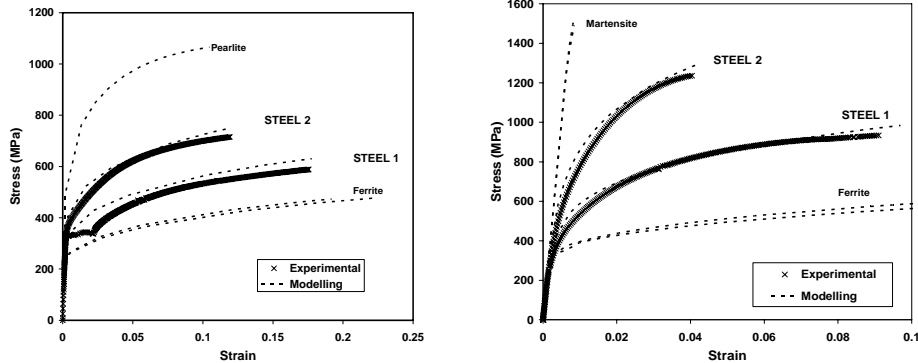 1200
1000
800
600
400
200
0
0
0.05
0.1
0.15
0.2
0.25
Stress (MPa)
Strain
Pearlite
STEEL 2
STEEL 1
Ferrite
Experimental
Modelling
1600
1400
1200
1000
800
600
400
200
0
0
0.02
0.04
0.06
0.08
0.1
Stress (MPa)
Strain
Martensite
STEEL 2
STEEL 1
Ferrite
Experimental
Modelling